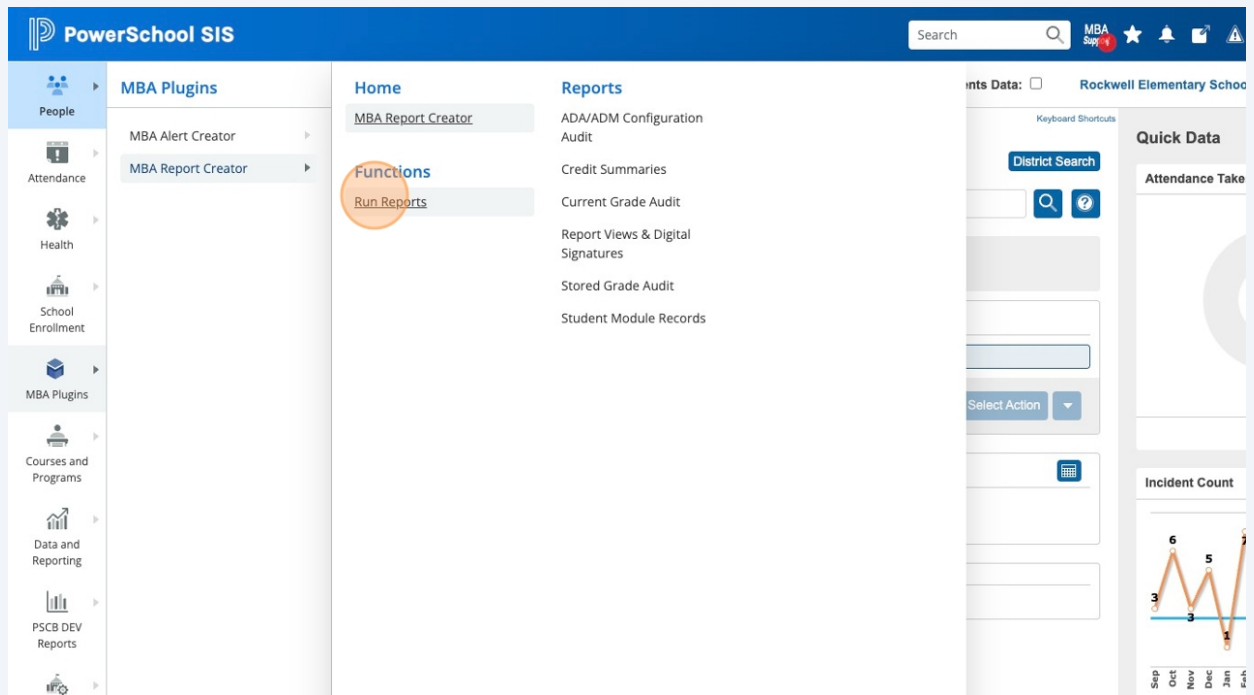 PowerSchool SIS
Search
MBA
Support
People
Attendance
Health
School
Enrollment
MBA Plugins
Courses and
Programs
Data and
Reporting
PSCB DEV
Reports
MBA Plugins
MBA Alert Creator
MBA Report Creator
Home
MBA Report Creator
Functions
Run Reports
Reports
ADA/ADM Configuration
Audit
Credit Summaries
Current Grade Audit
Report Views & Digital
Signatures
Stored Grade Audit
Student Module Records
ents Data:
Rockwell Elementary Schoo
Keyboard Shortcuts
District Search
Select Action
Quick Data
Attendance Take
Incident Count
3
6
3
5
1
7
Sep
Oct
Nov
Dec
Jan
Feb